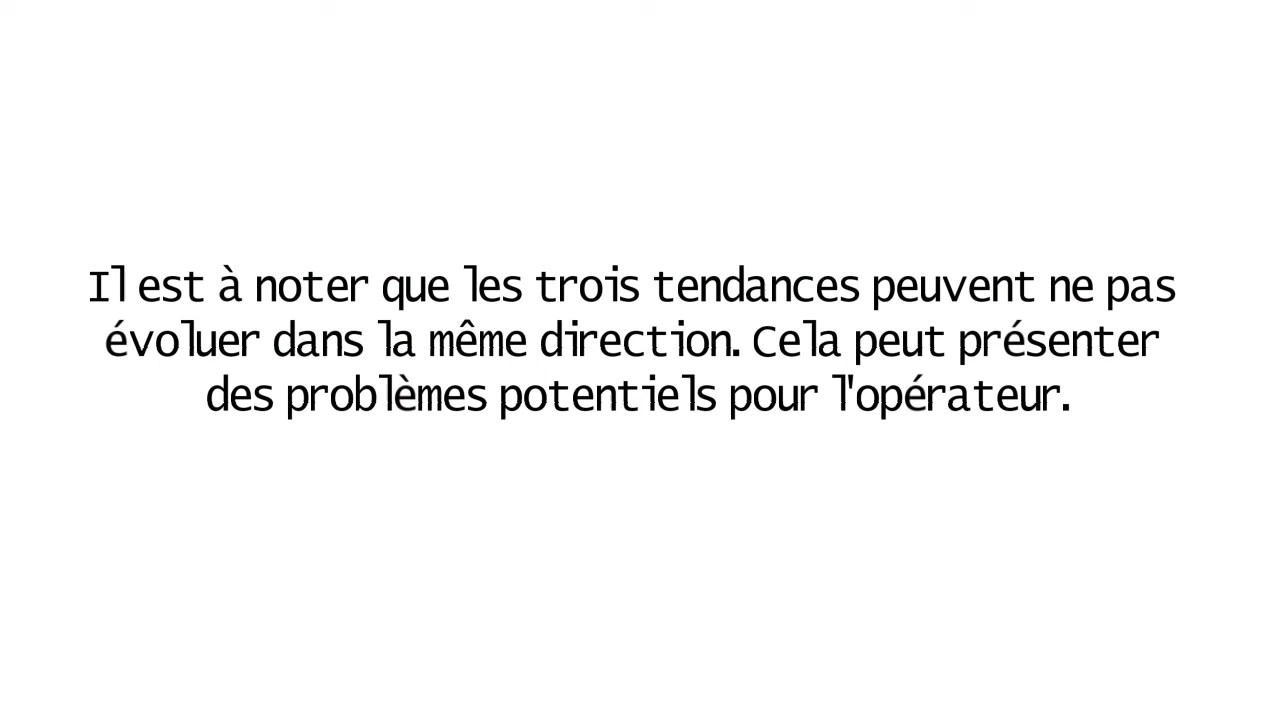 Il est à noter que les trois tendances peuvent ne pas
évoluer dans la même direction. Cela peut présenter
des problèmes potentiels pour l'opérateur.